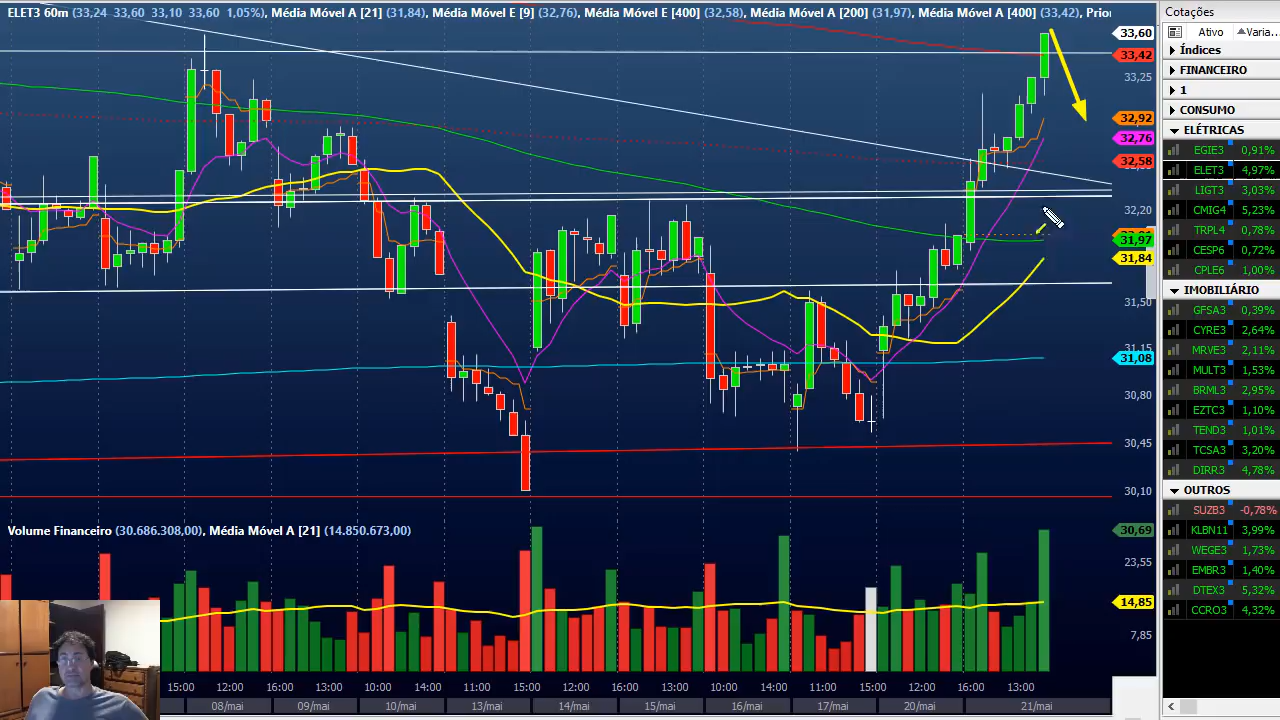 ELET3 60m (33,24 33,60 33,10 33,60 1,05%), Média Móvel A [21] (31,84), Média Móvel E [9] (32,76), Média Móvel E [400] (32,58), Média Móvel A [200] (31,97), Média Móvel A [400] (33,42), Prio
33,60
33,42
33,25
32,92
32,76
32,58
32,20
31,97
31,84
31,50
31,15
31,08
30,80
30,45
30,10
Volume Financeiro (30.686.308,00), Média Móvel A [21] (14.850.673,00)
30,69
23,55
14,85
7,85
15:00 12:00 16:00 13:00 10:00 14:00 11:00 15:00 12:00 16:00 13:00 10:00 14:00 11:00 15:00 12:00 16:00 13:00
08/mai 09/mai 10/mai 13/mai 14/mai 15/mai 16/mai 17/mai 20/mai 21/mai
Cotações
Ativo Varia...
Índices
FINANCEIRO
1
CONSUMO
ELÉTRICAS
EGIE3 0,91%
ELET3 4,97%
LIGT3 3,03%
CMIG4 5,23%
TRPL4 0,78%
CESP6 0,72%
CPLE6 1,00%
IMOBILIÁRIO
GFSA3 0,39%
CYRE3 2,64%
MRVE3 2,11%
MULT3 1,53%
BRML3 2,95%
EZTC3 1,10%
TEND3 1,01%
TCSA3 3,20%
DIRR3 4,78%
OUTROS
SUZB3 -0,78%
KLBN11 3,99%
WEGE3 1,73%
EMBR3 1,40%
DTEX3 5,32%
CCRO3 4,32%